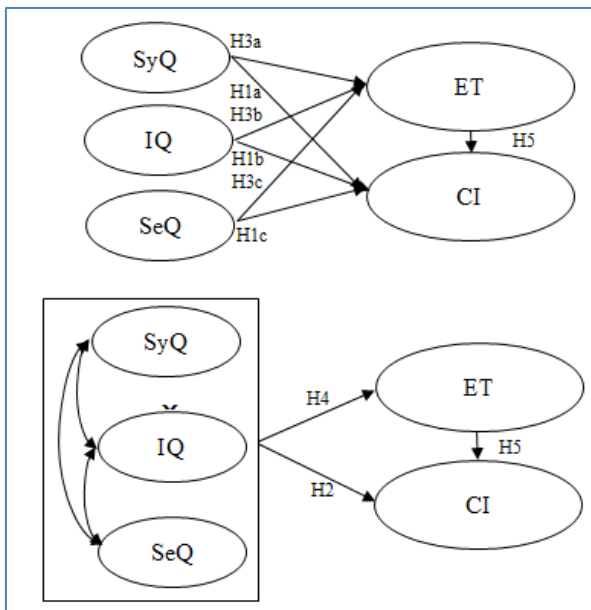 SyQ
H3a
ET
H1a
H3b
IQ
H5
H1b
H3c
CI
SeQ
H1c
SyQ
ET
H4
IQ
H5
H2
CI
SeQ